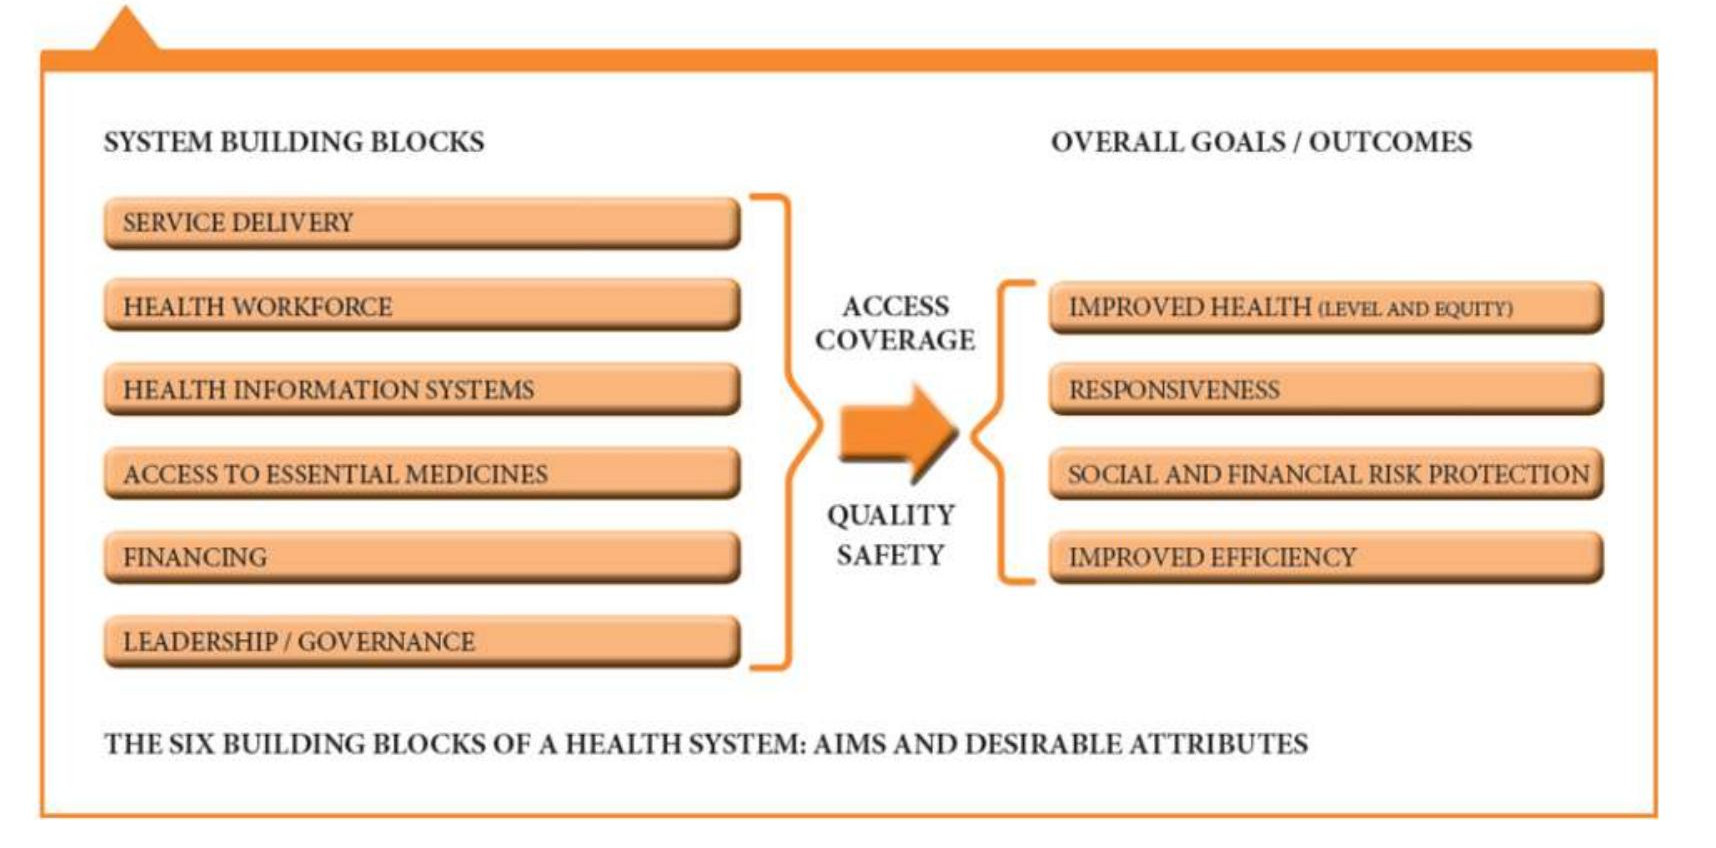 SYSTEM BUILDING BLOCKS
SERVICE DELIVERY
HEALTH WORKFORCE
HEALTH INFORMATION SYSTEMS
ACCESS TO ESSENTIAL MEDICINES
FINANCING
LEADERSHIP / GOVERNANCE
ACCESS
COVERAGE
QUALITY
SAFETY
OVERALL GOALS / OUTCOMES
IMPROVED HEALTH (LEVEL AND EQUITY)
RESPONSIVENESS
SOCIAL AND FINANCIAL RISK PROTECTION
IMPROVED EFFICIENCY
THE SIX BUILDING BLOCKS OF A HEALTH SYSTEM: AIMS AND DESIRABLE ATTRIBUTES